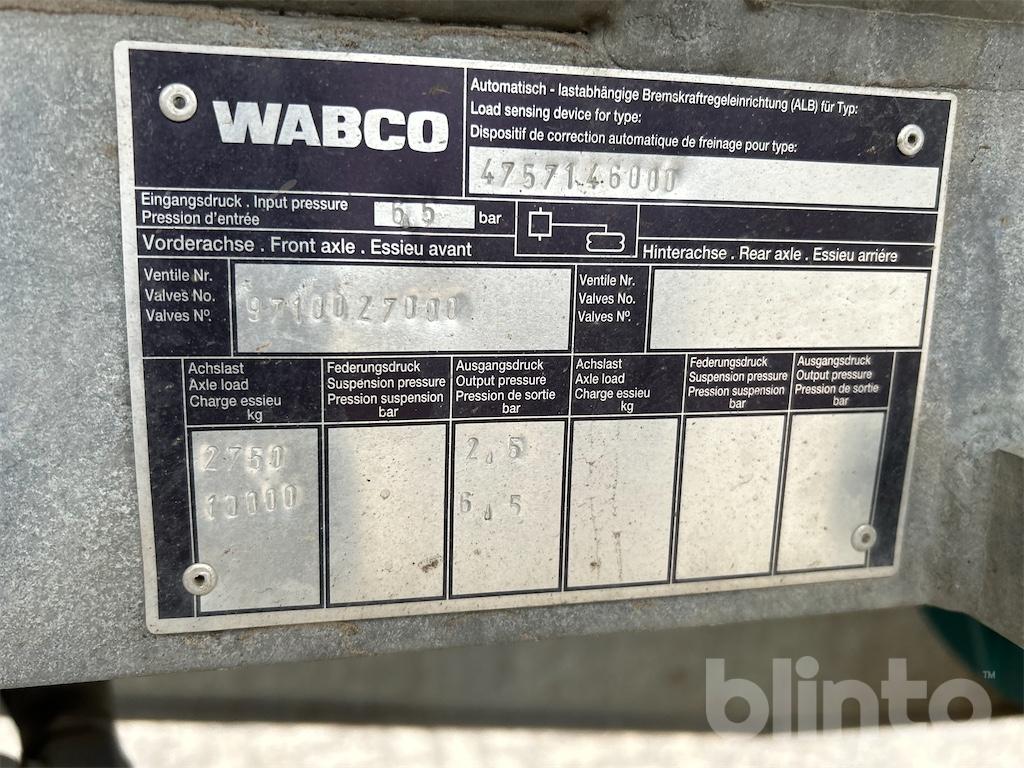 WABCO
Automatisch - lastabhängige Bremskraftregeleinrichtung (ALB) für Typ:
Load sensing device for type:
Dispositif de correction automatique de freinage pour type:
4757146000
Eingangsdruck . Input pressure
Pression d'entrée
6,5 bar
Vorderachse . Front axle . Essieu avant
Hinterachse . Rear axle . Essieu arriére
Ventile Nr.
Valves No.
Valves Nº.
9710027000
Ventile Nr.
Valves No.
Valves Nº.
Achslast
Axle load
Charge essieu
kg
Federungsdruck
Suspension pressure
Pression suspension
bar
Ausgangsdruck
Output pressure
Pression de sortie
bar
Achslast
Axle load
Charge essieu
kg
Federungsdruck
Suspension pressure
Pression suspension
bar
Ausgangsdruck
Output pressure
Pression de sortie
bar
2750 2,5
10000 6,5
blinto™